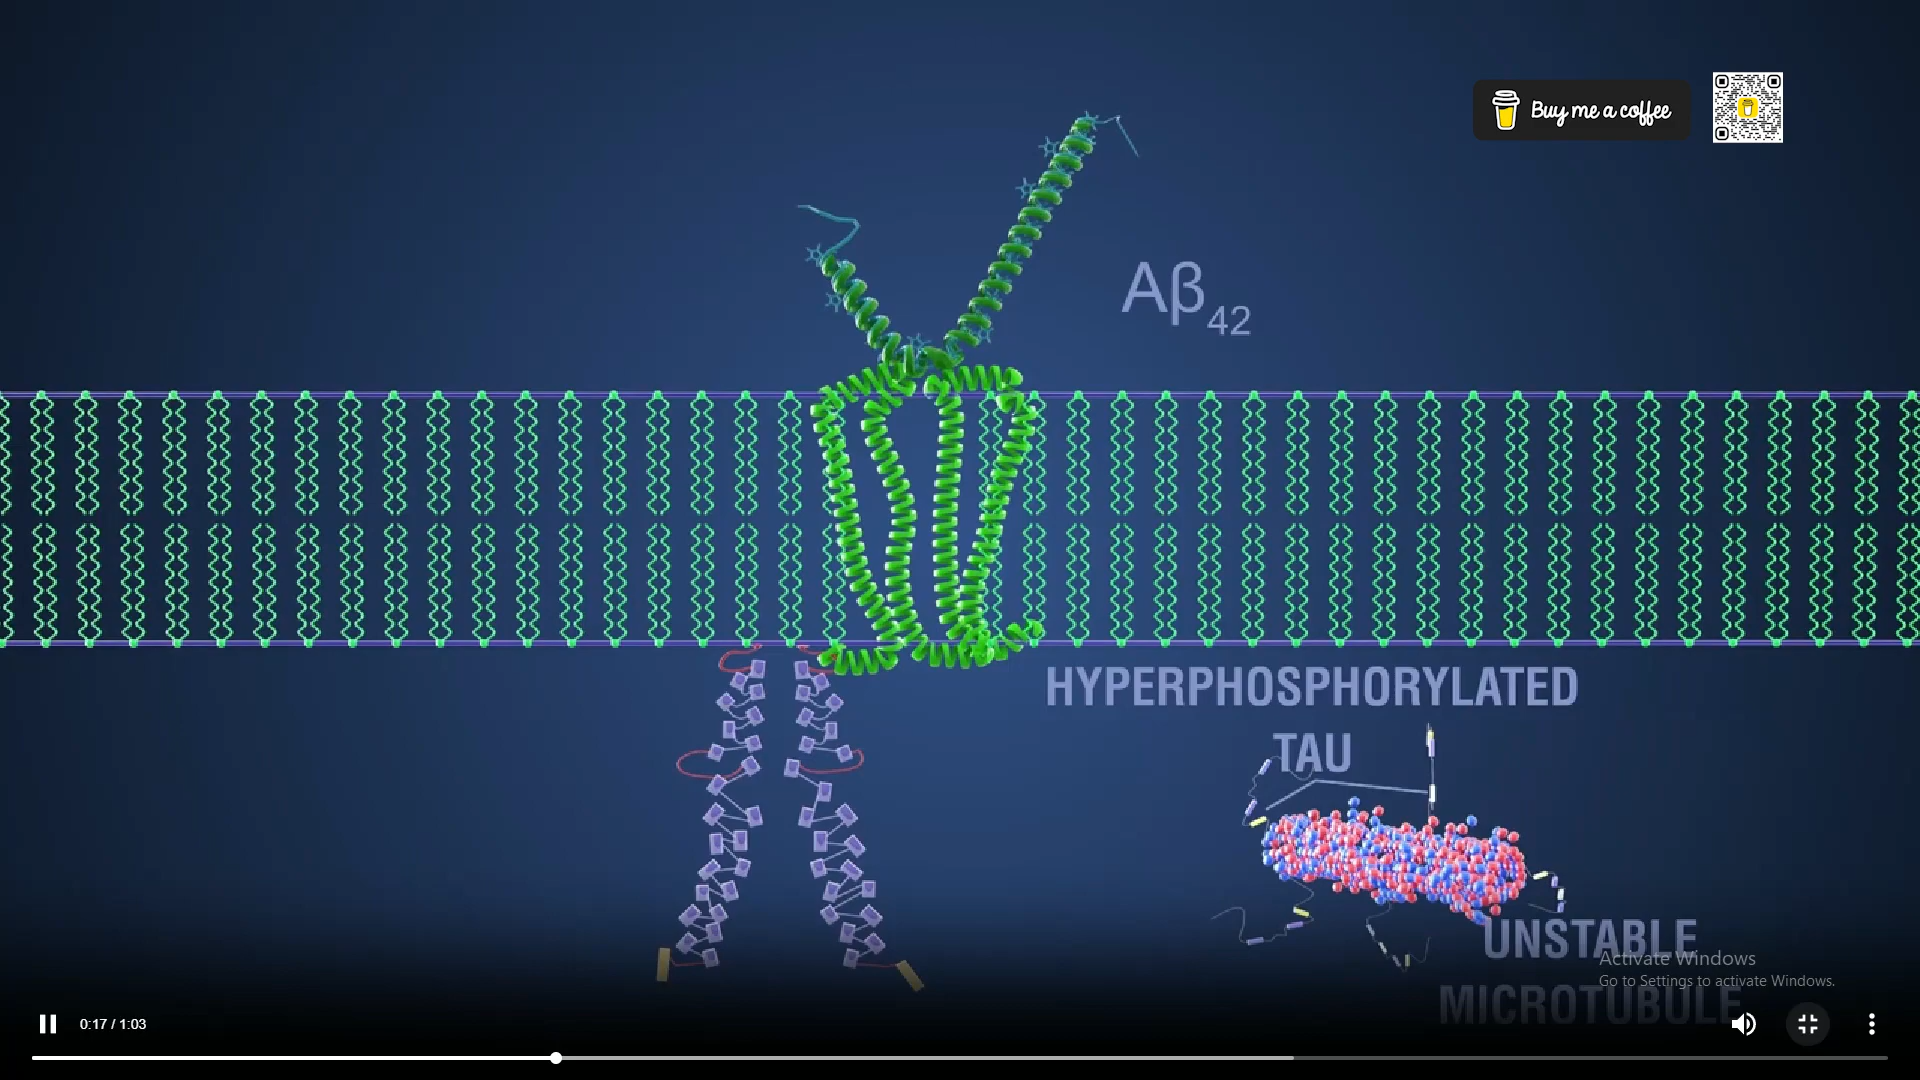 Buy me a coffee
Aβ42
HYPERPHOSPHORYLATED
TAU
UNSTABLE
Activate Windows
Go to Settings to activate Windows.
MICROTUBULE
0:17 / 1:03